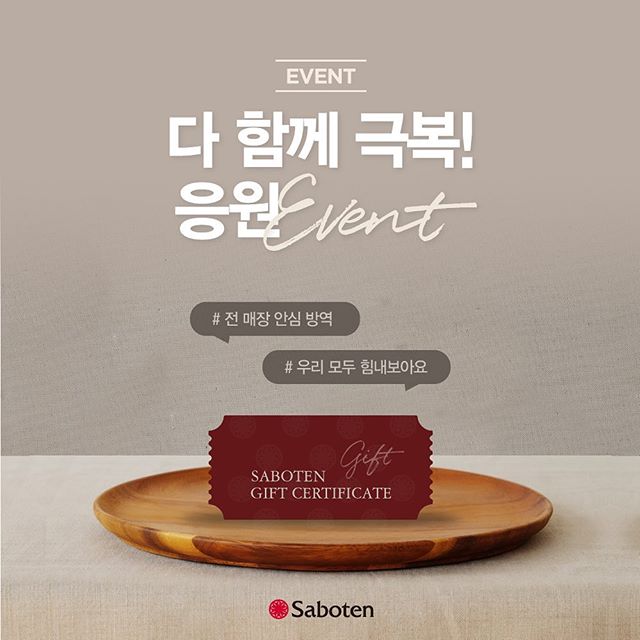 EVENT
다 함께 극복!
응원Event
# 전 매장 안심 방역
# 우리 모두 힘내보아요
Gift
SABOTEN
GIFT CERTIFICATE
Saboten